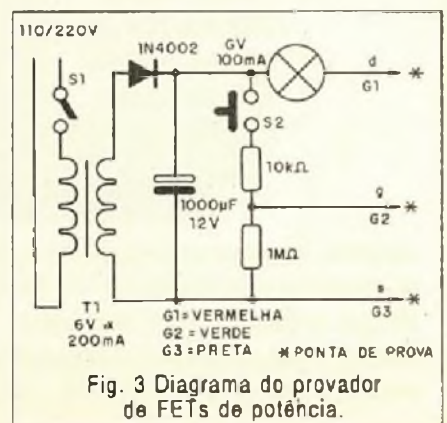 110/220V
S1
1N4002
GV
100mA
d
G1
S2
10kΩ
1000μF
12V
g
G2
1MΩ
s
G3
T1
6V x
200mA
G1=VERMELHA
G2=VERDE
G3=PRETA
* PONTA DE PROVA
Fig. 3 Diagrama do provador
de FETs de potência.